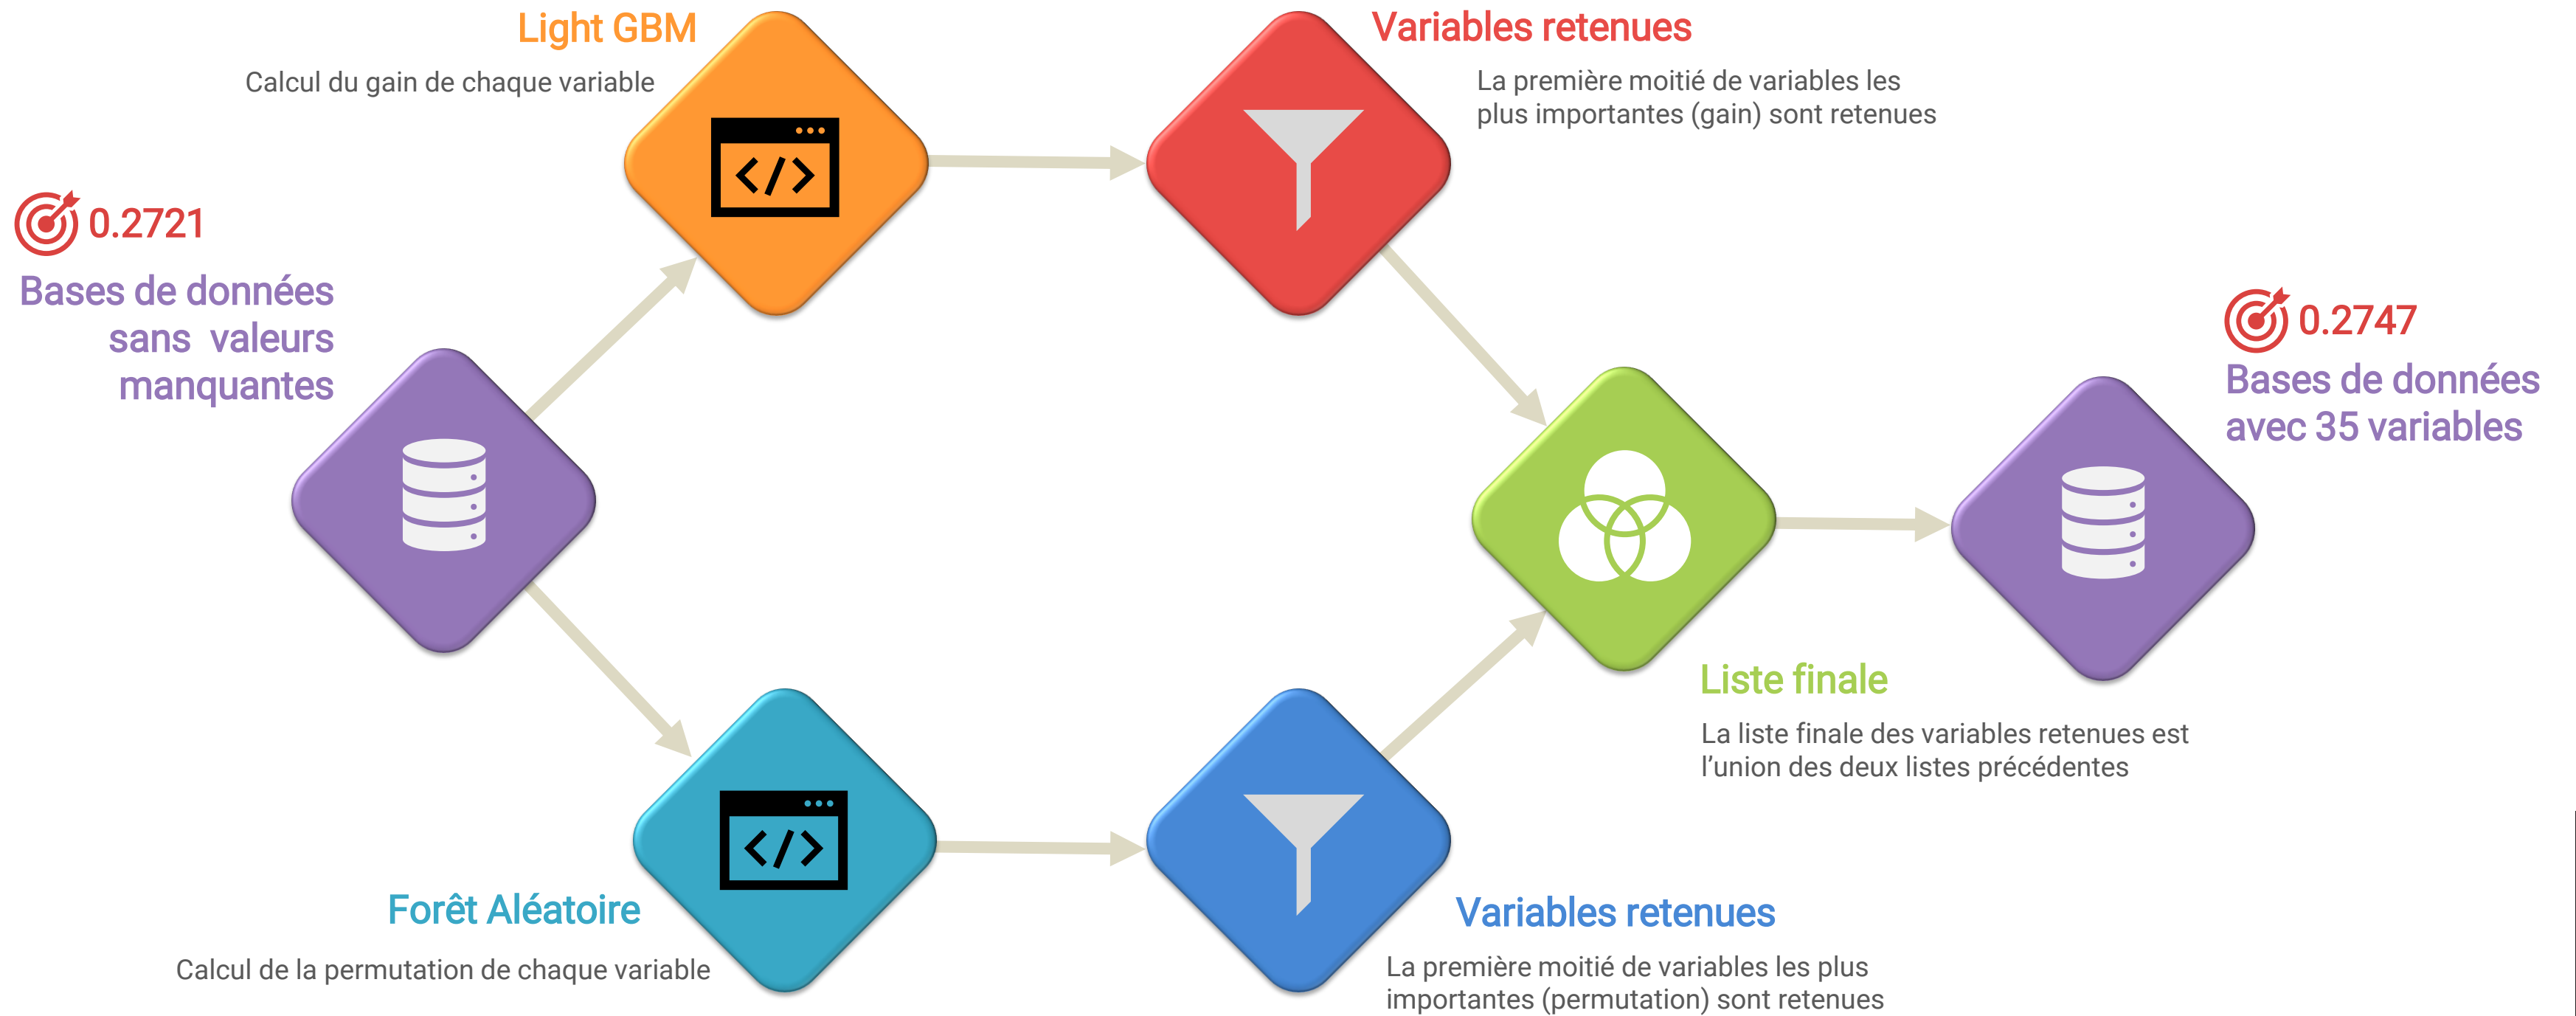 Light GBM
Calcul du gain de chaque variable
Variables retenues
La première moitié de variables les
plus importantes (gain) sont retenues
0.2721
Bases de données
sans valeurs
manquantes
</>
0.2747
Bases de données
avec 35 variables
Liste finale
La liste finale des variables retenues est
l’union des deux listes précédentes
Forêt Aléatoire
Calcul de la permutation de chaque variable
</>
Variables retenues
La première moitié de variables les plus
importantes (permutation) sont retenues